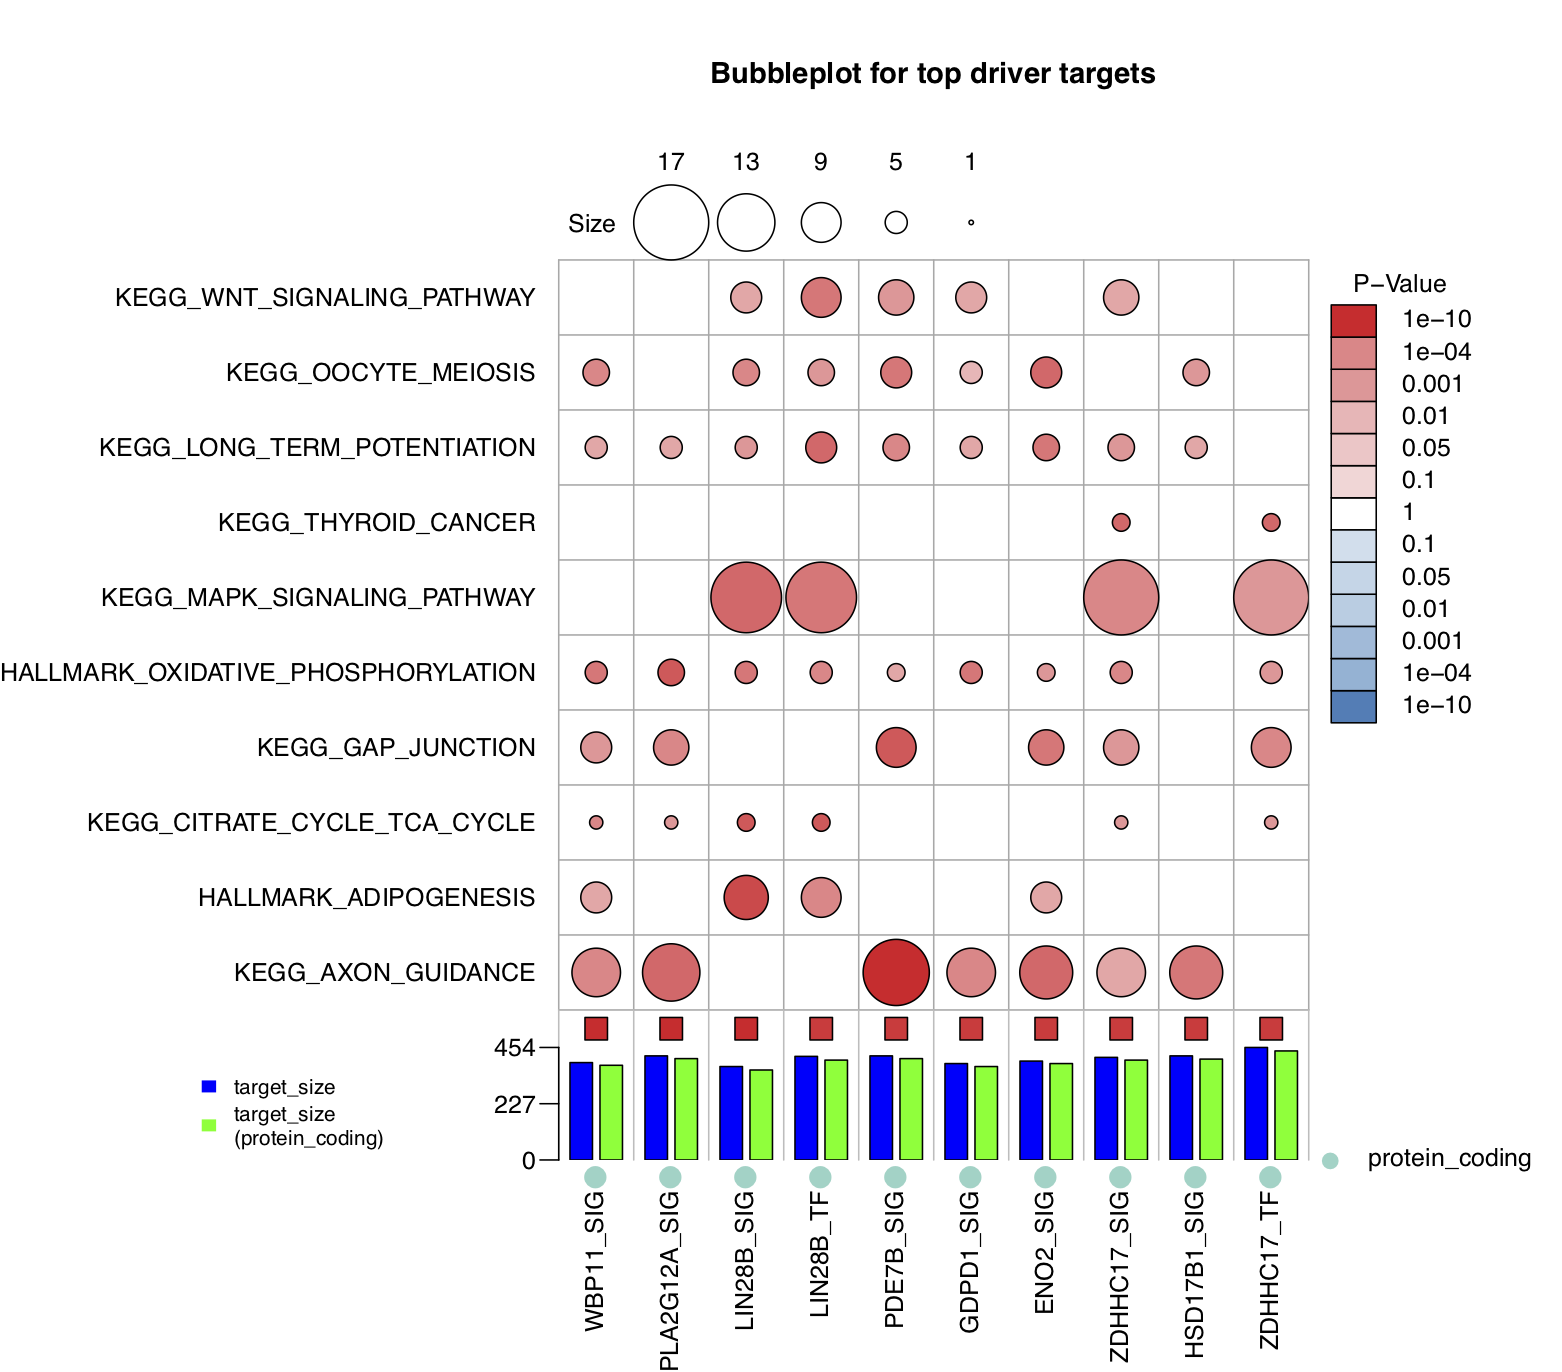 Bubbleplot for top driver targets
17 13 9 5 1
Size
P−Value
KEGG_WNT_SIGNALING_PATHWAY
KEGG_OOCYTE_MEIOSIS
KEGG_LONG_TERM_POTENTIATION
KEGG_THYROID_CANCER
KEGG_MAPK_SIGNALING_PATHWAY
HALLMARK_OXIDATIVE_PHOSPHORYLATION
KEGG_GAP_JUNCTION
KEGG_CITRATE_CYCLE_TCA_CYCLE
HALLMARK_ADIPOGENESIS
KEGG_AXON_GUIDANCE
1e−10
1e−04
0.001
0.01
0.05
0.1
1
0.1
0.05
0.01
0.001
1e−04
1e−10
454
227
0
target_size
target_size
(protein_coding)
protein_coding
WBP11_SIG
PLA2G12A_SIG
LIN28B_SIG
LIN28B_TF
PDE7B_SIG
GDPD1_SIG
ENO2_SIG
ZDHHC17_SIG
HSD17B1_SIG
ZDHHC17_TF